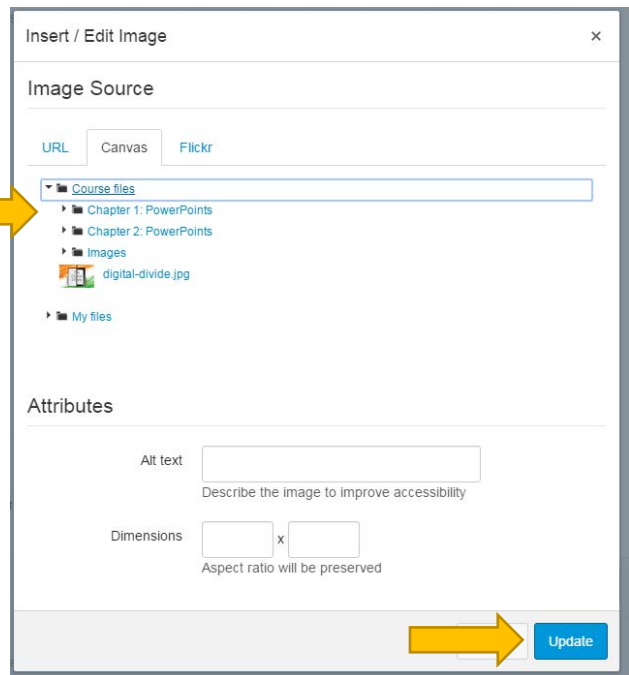 Insert / Edit Image ×
Image Source
URL Canvas Flickr
Course files
Chapter 1: PowerPoints
Chapter 2: PowerPoints
Images
digital-divide.jpg
My files
Attributes
Alt text
Describe the image to improve accessibility
Dimensions x
Aspect ratio will be preserved
Update